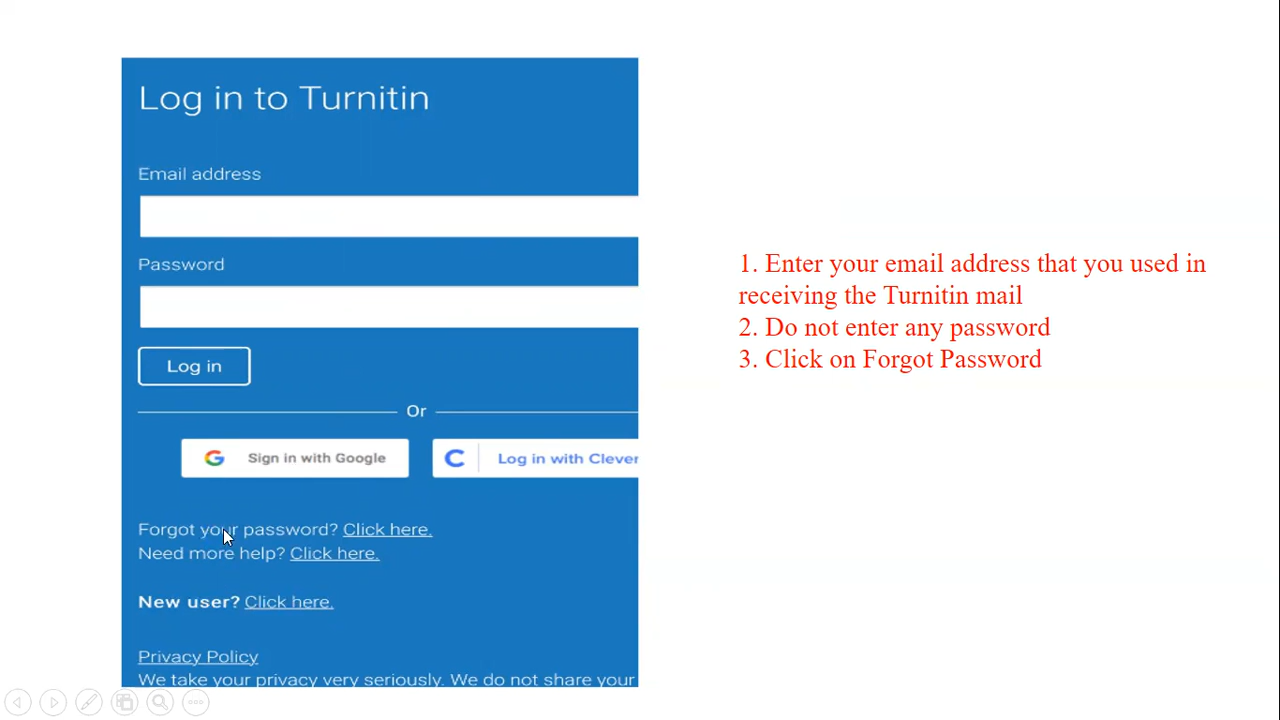 Log in to Turnitin
Email address
Password
Log in
Or
Sign in with Google
Log in with Clever
Forgot your password? Click here.
Need more help? Click here.
New user? Click here.
Privacy Policy
We take your privacy very seriously. We do not share your
1. Enter your email address that you used in
receiving the Turnitin mail
2. Do not enter any password
3. Click on Forgot Password